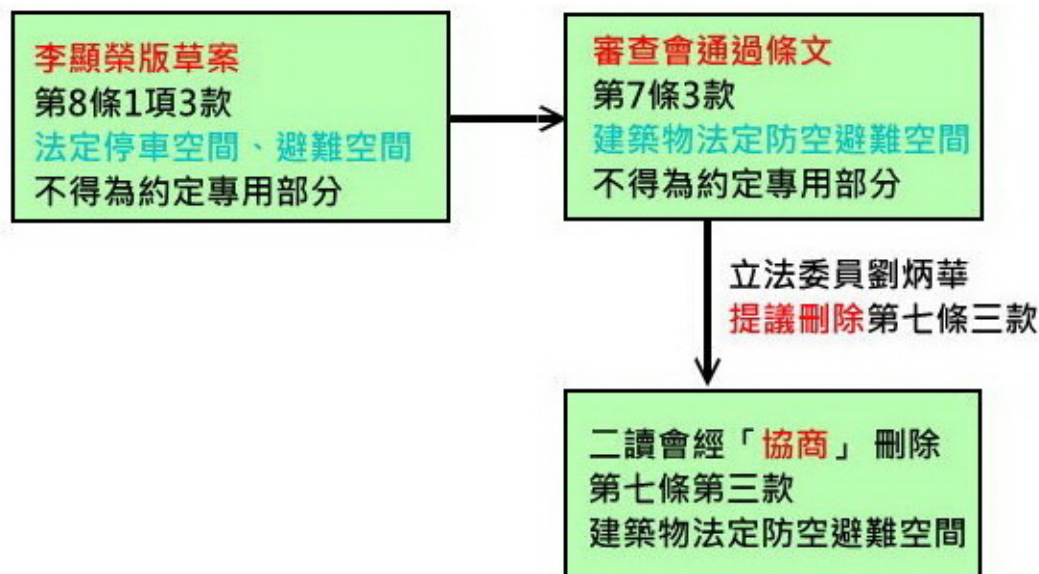 李顯榮版草案
第8條1項3款
法定停車空間、避難空間
不得為約定專用部分
審查會通過條文
第7條3款
建築物法定防空避難空間
不得為約定專用部分
立法委員劉炳華
提議刪除第七條三款
二讀會經「協商」 刪除
第七條第三款
建築物法定防空避難空間